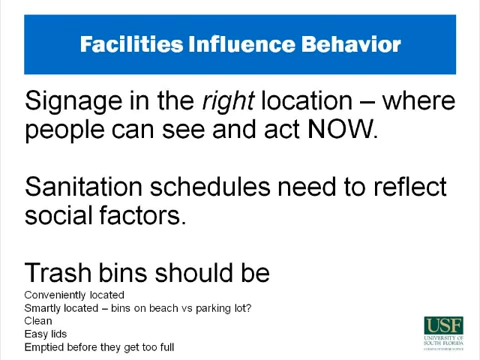 Facilities Influence Behavior
Signage in the right location – where
people can see and act NOW.
Sanitation schedules need to reflect
social factors.
Trash bins should be
Conveniently located
Smartly located – bins on beach vs parking lot?
Clean
Easy lids
Emptied before they get too full
USF
UNIVERSITY OF
SOUTH FLORIDA